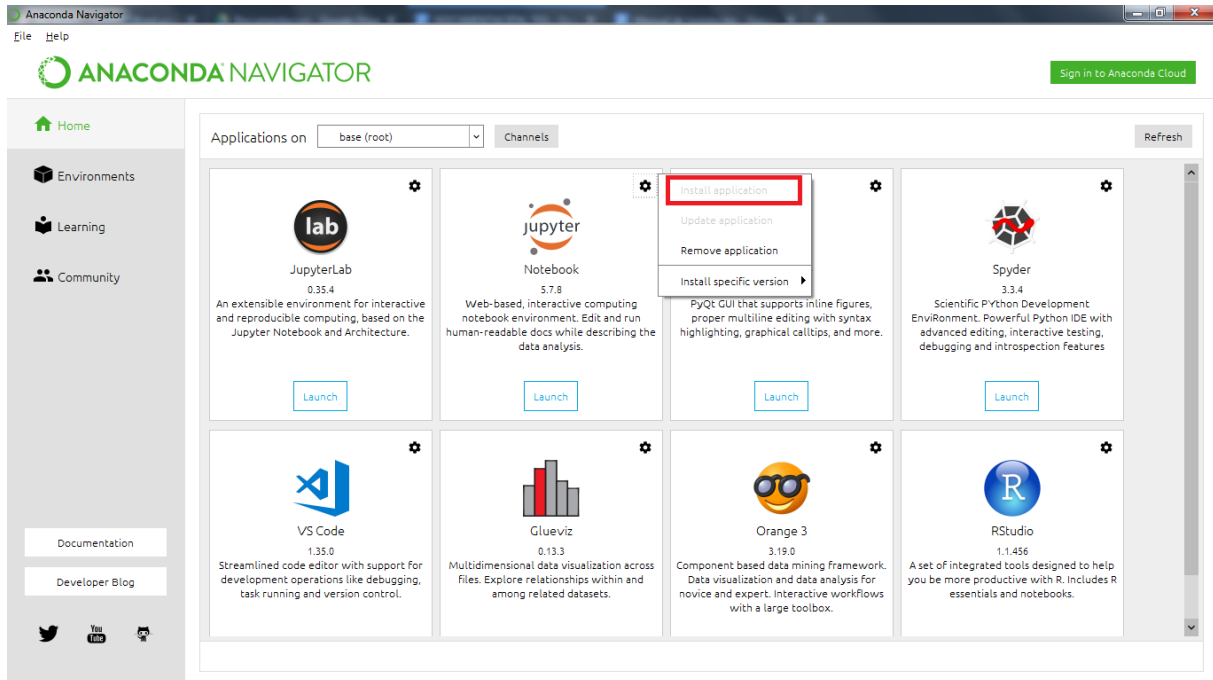 Anaconda Navigator
File Help
ANACONDA NAVIGATOR
Sign in to Anaconda Cloud
Home
Environments
Learning
Community
Documentation
Developer Blog
You
Tube
Applications on base (root) Channels Refresh
lab
JupyterLab
0.35.4
An extensible environment for interactive
and reproducible computing, based on the
Jupyter Notebook and Architecture.
Launch
jupyter
Notebook
5.7.8
Web-based, interactive computing
notebook environment. Edit and run
human-readable docs while describing the
data analysis.
Launch
Install application
Update application
Remove application
Install specific version
PyQt GUI that supports inline figures,
proper multiline editing with syntax
highlighting, graphical calltips, and more.
Launch
Spyder
3.3.4
Scientific PYthon Development
EnviRonment. Powerful Python IDE with
advanced editing, interactive testing,
debugging and introspection features
Launch
VS Code
1.35.0
Streamlined code editor with support for
development operations like debugging,
task running and version control.
Glueviz
0.13.3
Multidimensional data visualization across
files. Explore relationships within and
among related datasets.
Orange 3
3.19.0
Component based data mining framework.
Data visualization and data analysis for
novice and expert. Interactive workflows
with a large toolbox.
R
RStudio
1.1.456
A set of integrated tools designed to help
you be more productive with R. Includes R
essentials and notebooks.